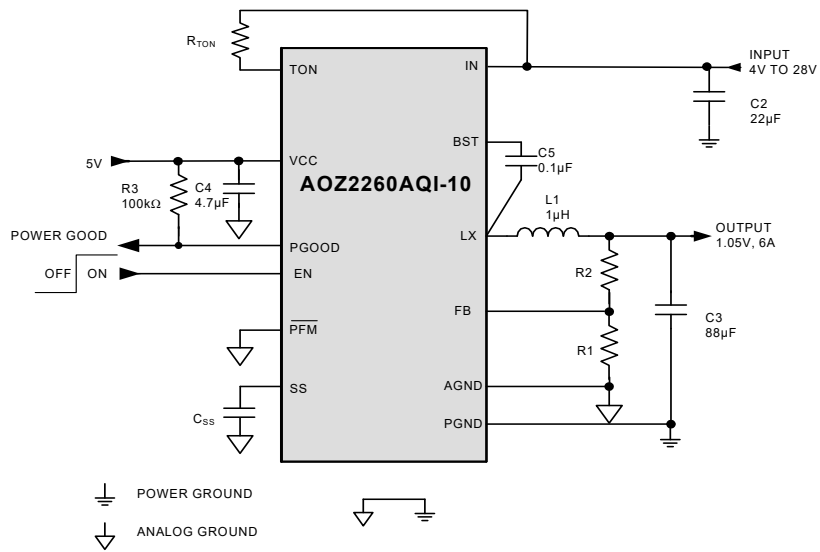 R_TON
TON
IN
INPUT
4V TO 28V
C2
22µF
BST
C5
0.1µF
5V
VCC
AOZ2260AQI-10
R3
100kΩ
C4
4.7µF
L1
1µH
LX
OUTPUT
1.05V, 6A
POWER GOOD
PGOOD
R2
OFF
ON
EN
FB
C3
88µF
PFM
R1
SS
AGND
C_SS
PGND
POWER GROUND
ANALOG GROUND